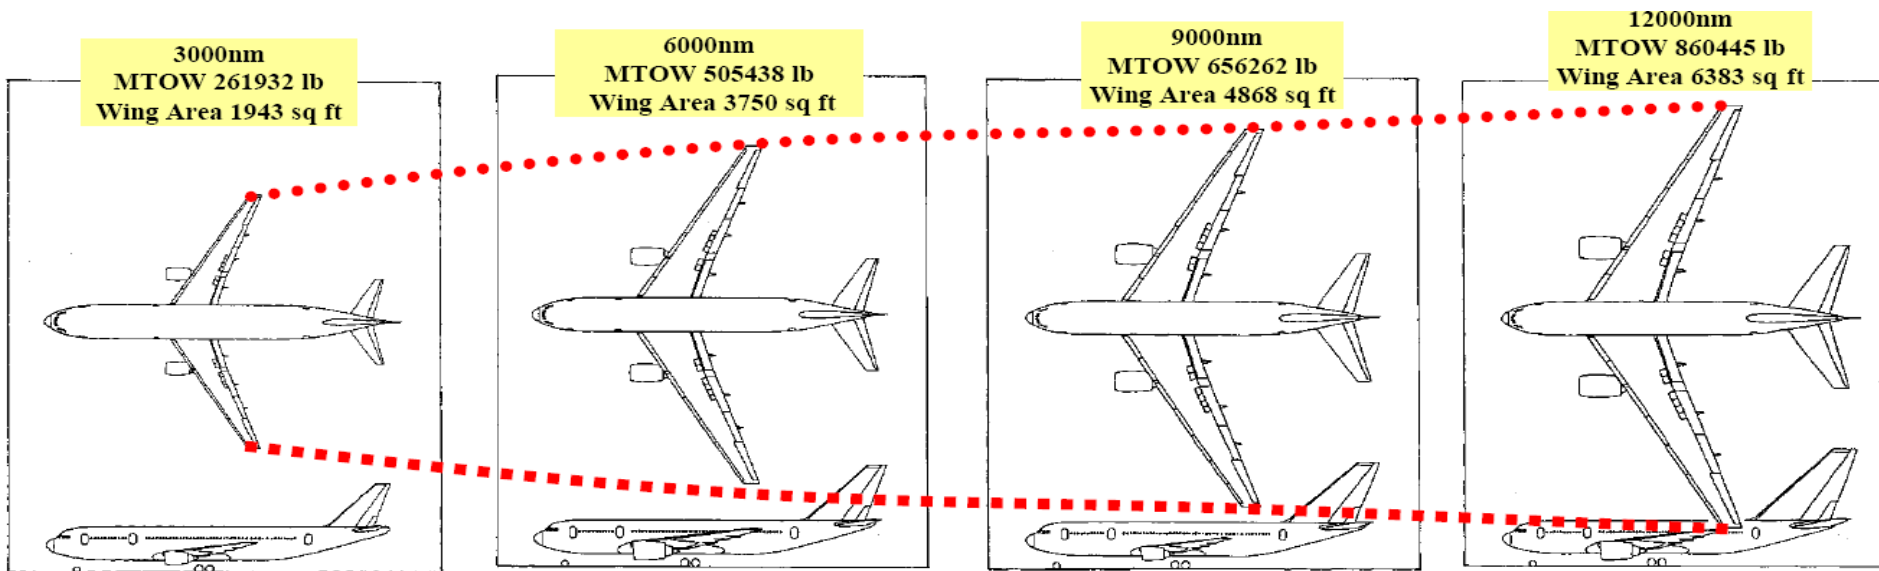 3000nm
MTOW 261932 lb
Wing Area 1943 sq ft
6000nm
MTOW 505438 lb
Wing Area 3750 sq ft
9000nm
MTOW 656262 lb
Wing Area 4868 sq ft
12000nm
MTOW 860445 lb
Wing Area 6383 sq ft